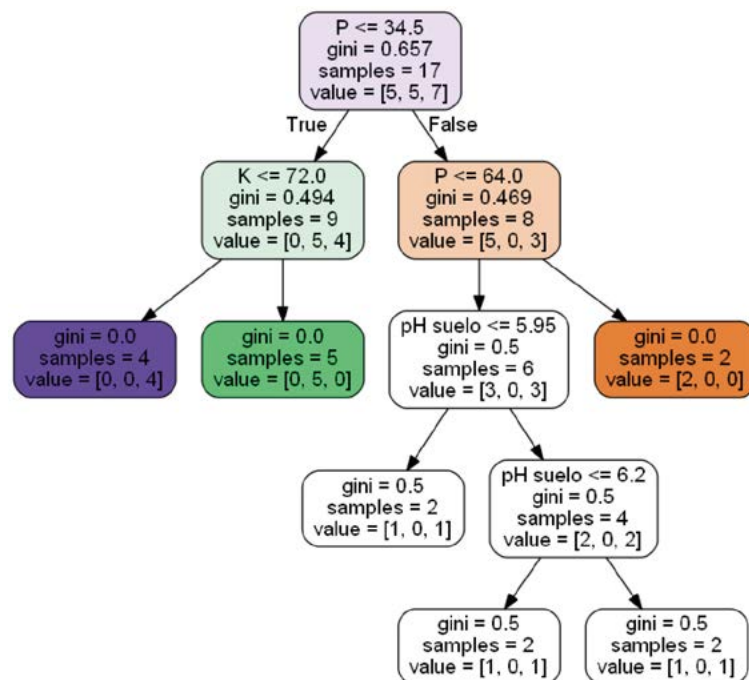 P <= 34.5
gini = 0.657
samples = 17
value = [5, 5, 7]
True
False
K <= 72.0
gini = 0.494
samples = 9
value = [0, 5, 4]
P <= 64.0
gini = 0.469
samples = 8
value = [5, 0, 3]
gini = 0.0
samples = 4
value = [0, 0, 4]
gini = 0.0
samples = 5
value = [0, 5, 0]
pH suelo <= 5.95
gini = 0.5
samples = 6
value = [3, 0, 3]
gini = 0.0
samples = 2
value = [2, 0, 0]
gini = 0.5
samples = 2
value = [1, 0, 1]
pH suelo <= 6.2
gini = 0.5
samples = 4
value = [2, 0, 2]
gini = 0.5
samples = 2
value = [1, 0, 1]
gini = 0.5
samples = 2
value = [1, 0, 1]